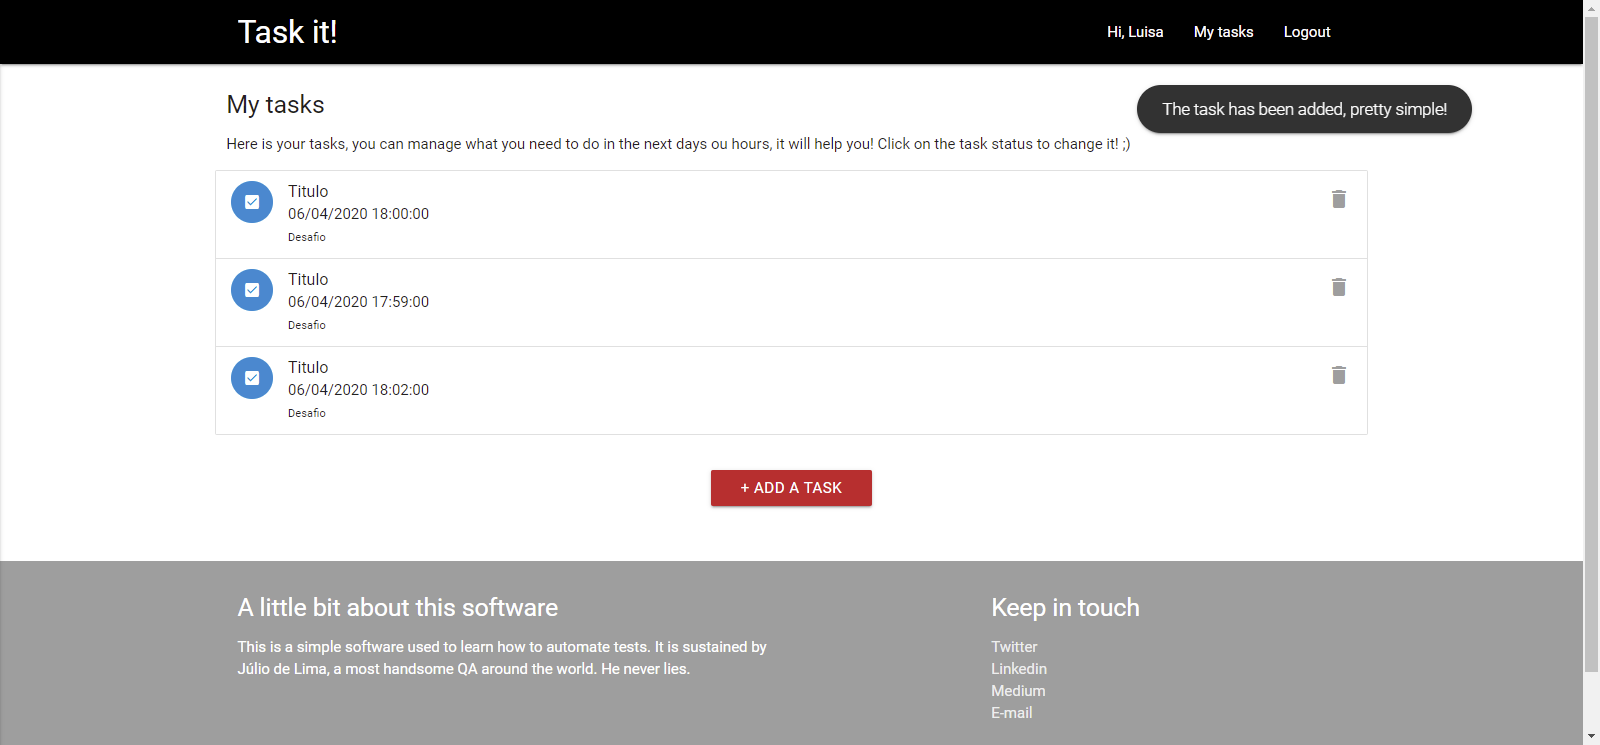 Task it!
Hi, Luisa
My tasks
Logout
The task has been added, pretty simple!
My tasks
Here is your tasks, you can manage what you need to do in the next days ou hours, it will help you! Click on the task status to change it! ;)
Titulo
06/04/2020 18:00:00
Desafio
Titulo
06/04/2020 17:59:00
Desafio
Titulo
06/04/2020 18:02:00
Desafio
+ ADD A TASK
A little bit about this software
This is a simple software used to learn how to automate tests. It is sustained by
Júlio de Lima, a most handsome QA around the world. He never lies.
Keep in touch
Twitter
Linkedin
Medium
E-mail